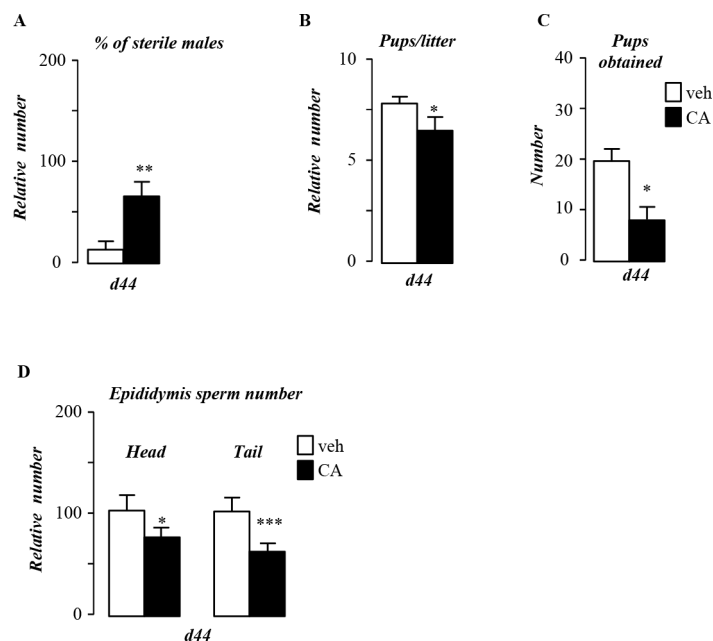 A
% of sterile males
200
100
0
Relative number
**
d44
B
Pups/litter
10
5
0
Relative number
*
d44
C
Pups
obtained
40
30
20
10
0
Number
*
veh
CA
d44
D
Epididymis sperm number
200
100
0
Relative number
Head
Tail
*
***
veh
CA
d44